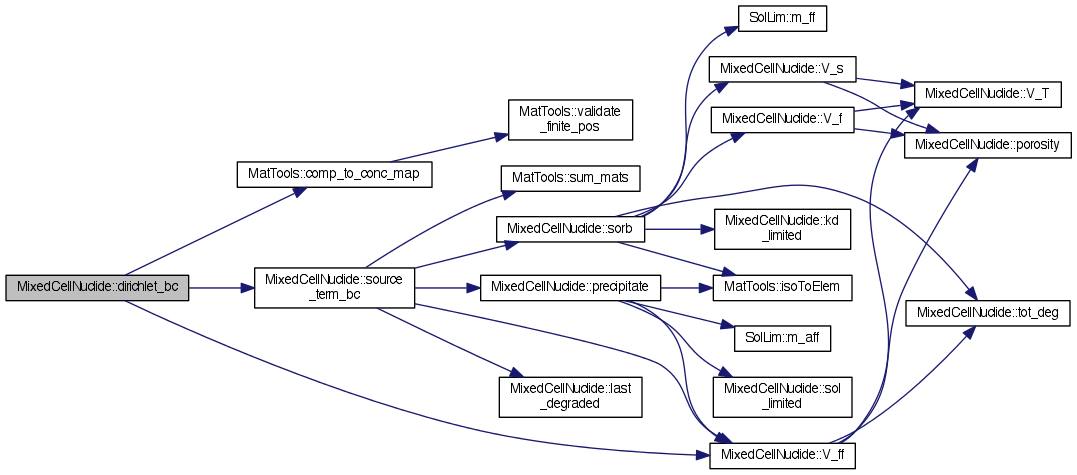 MixedCellNuclide::dirichlet_bc
MatTools::comp_to_conc_map
MixedCellNuclide::source
_term_bc
MatTools::validate
_finite_pos
MatTools::sum_mats
MixedCellNuclide::sorb
MixedCellNuclide::precipitate
MixedCellNuclide::last
_degraded
SolLim::m_ff
MixedCellNuclide::V_s
MixedCellNuclide::V_f
MixedCellNuclide::kd
_limited
MatTools::isoToElem
SolLim::m_aff
MixedCellNuclide::sol
_limited
MixedCellNuclide::V_ff
MixedCellNuclide::V_T
MixedCellNuclide::porosity
MixedCellNuclide::tot_deg